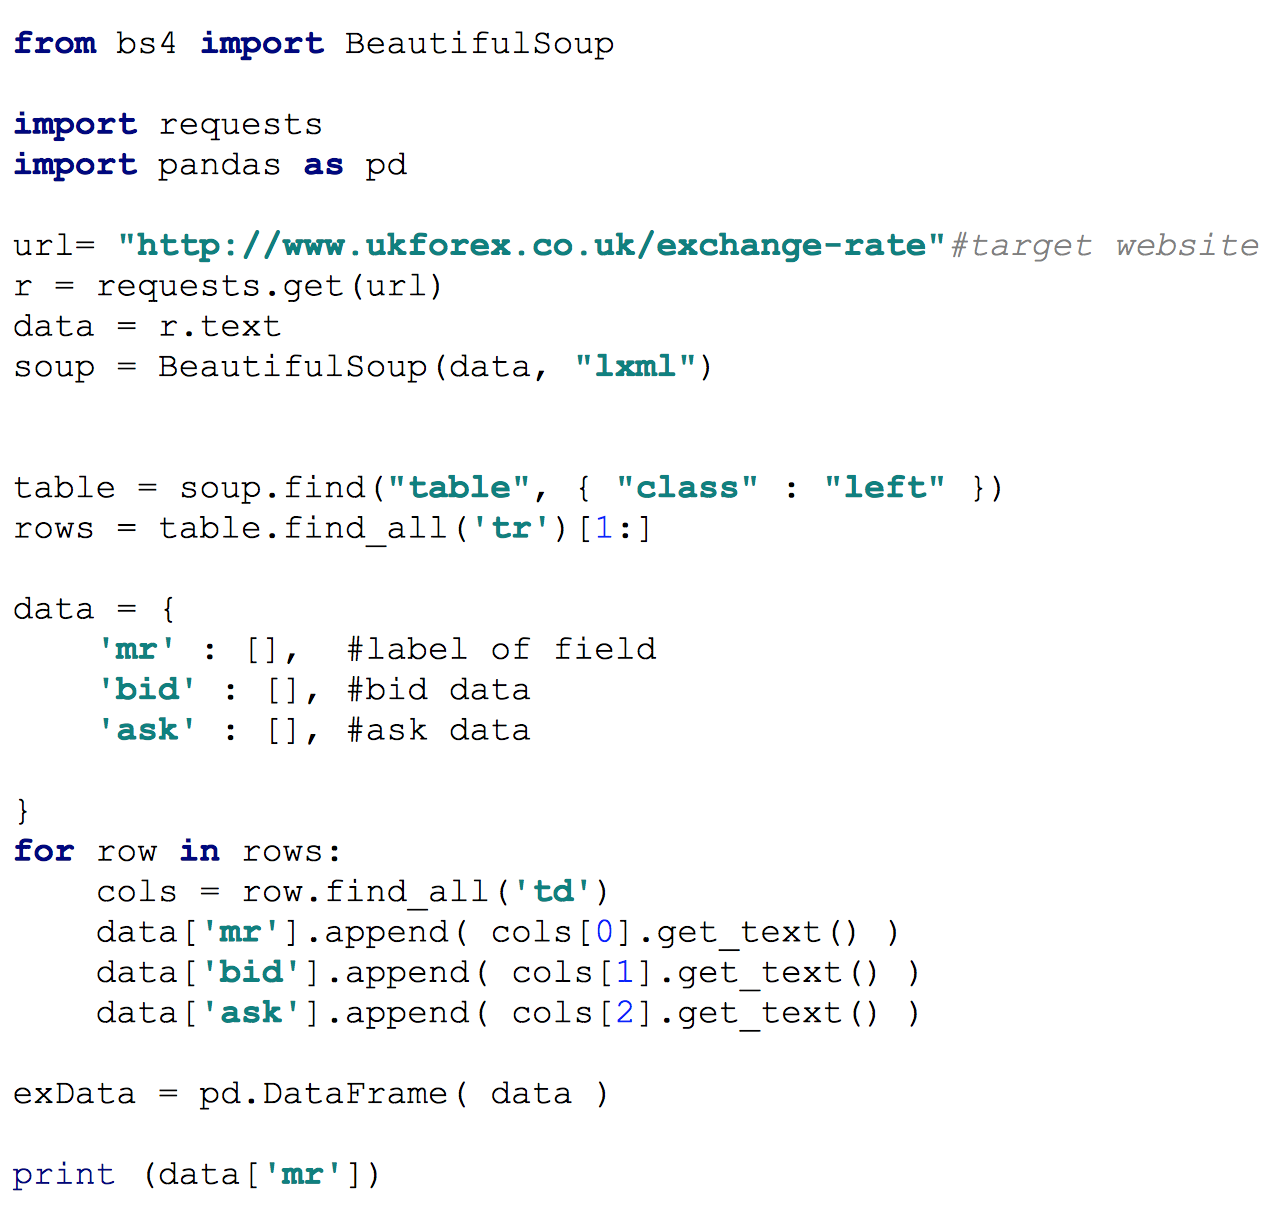 from bs4 import BeautifulSoup
import requests
import pandas as pd
url= "http://www.ukforex.co.uk/exchange-rate"#target website
r = requests.get(url)
data = r.text
soup = BeautifulSoup(data, "lxml")
table = soup.find("table", { "class" : "left" })
rows = table.find_all('tr')[1:]
data = {
    'mr' : [],  #label of field
    'bid' : [], #bid data
    'ask' : [], #ask data
}
for row in rows:
    cols = row.find_all('td')
    data['mr'].append( cols[0].get_text() )
    data['bid'].append( cols[1].get_text() )
    data['ask'].append( cols[2].get_text() )
exData = pd.DataFrame( data )
print (data['mr'])